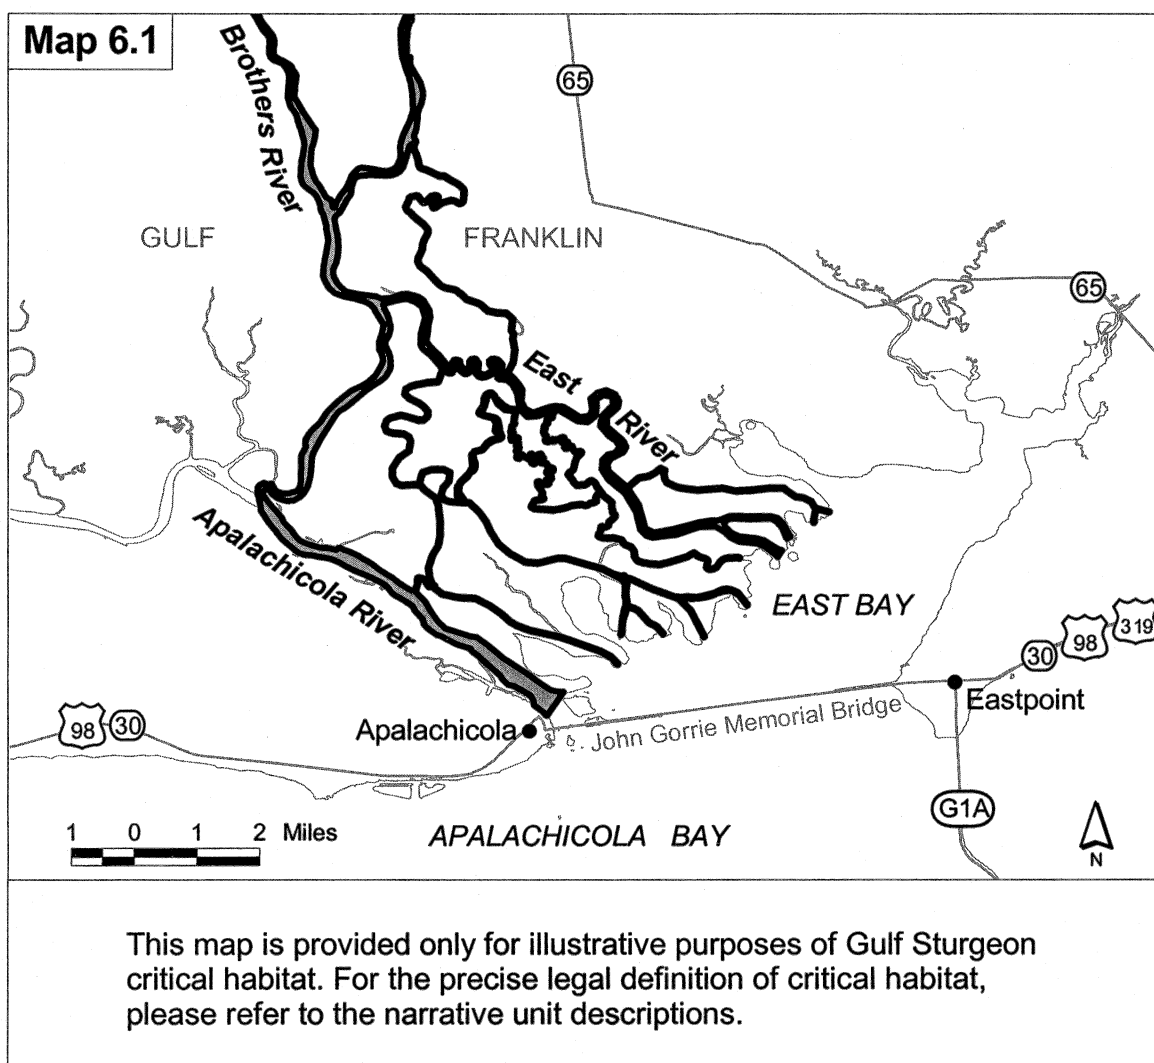 Map 6.1
Brothers River
65
GULF
FRANKLIN
65
East River
Apalachicola River
EAST BAY
319
98
30
Eastpoint
John Gorrie Memorial Bridge
Apalachicola
98
30
G1A
1 0 1 2 Miles
APALACHICOLA BAY
N
This map is provided only for illustrative purposes of Gulf Sturgeon
critical habitat. For the precise legal definition of critical habitat,
please refer to the narrative unit descriptions.